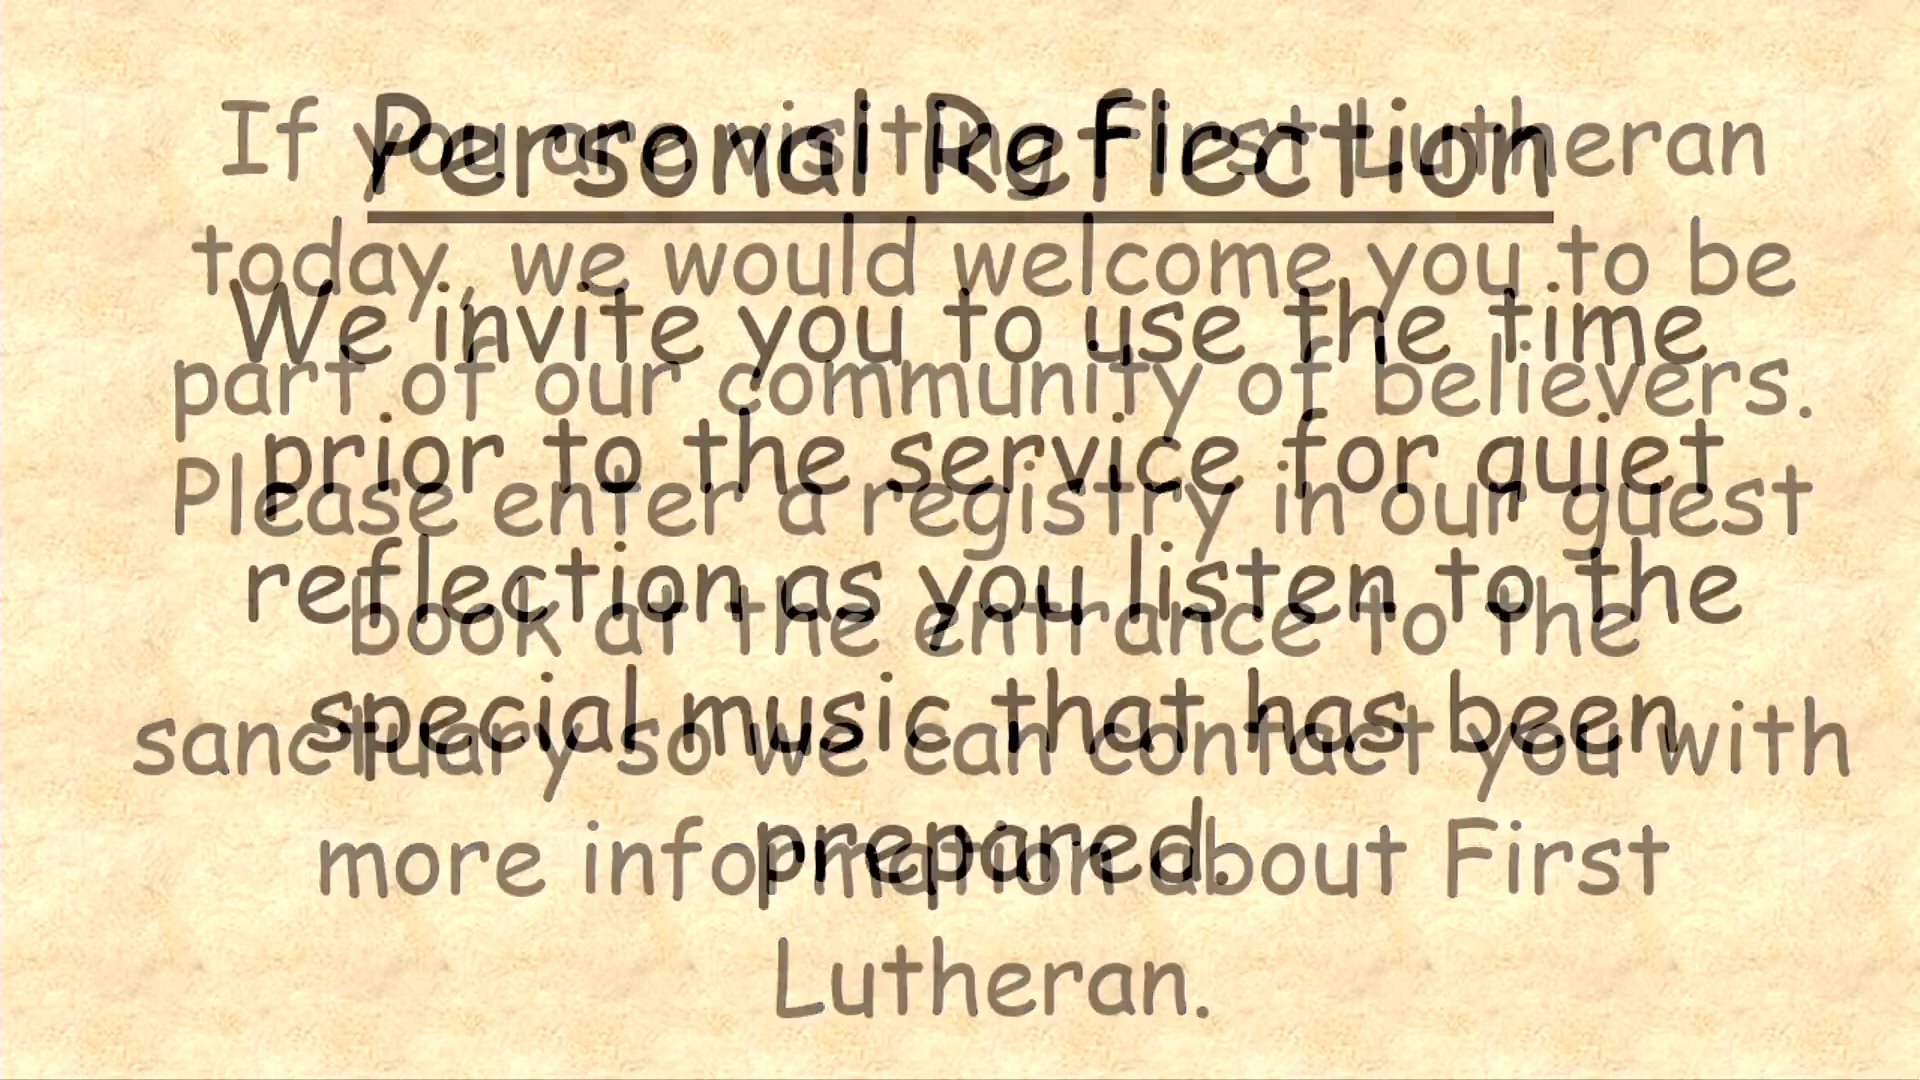 Personal Reflection
We invite you to use the time
prior to the service for quiet
reflection as you listen to the
special music that has been
prepared.
If you are visiting First Lutheran
today, we would welcome you to be
part of our community of believers.
Please enter a registry in our guest
book at the entrance to the
sanctuary so we can contact you with
more information about First
Lutheran.